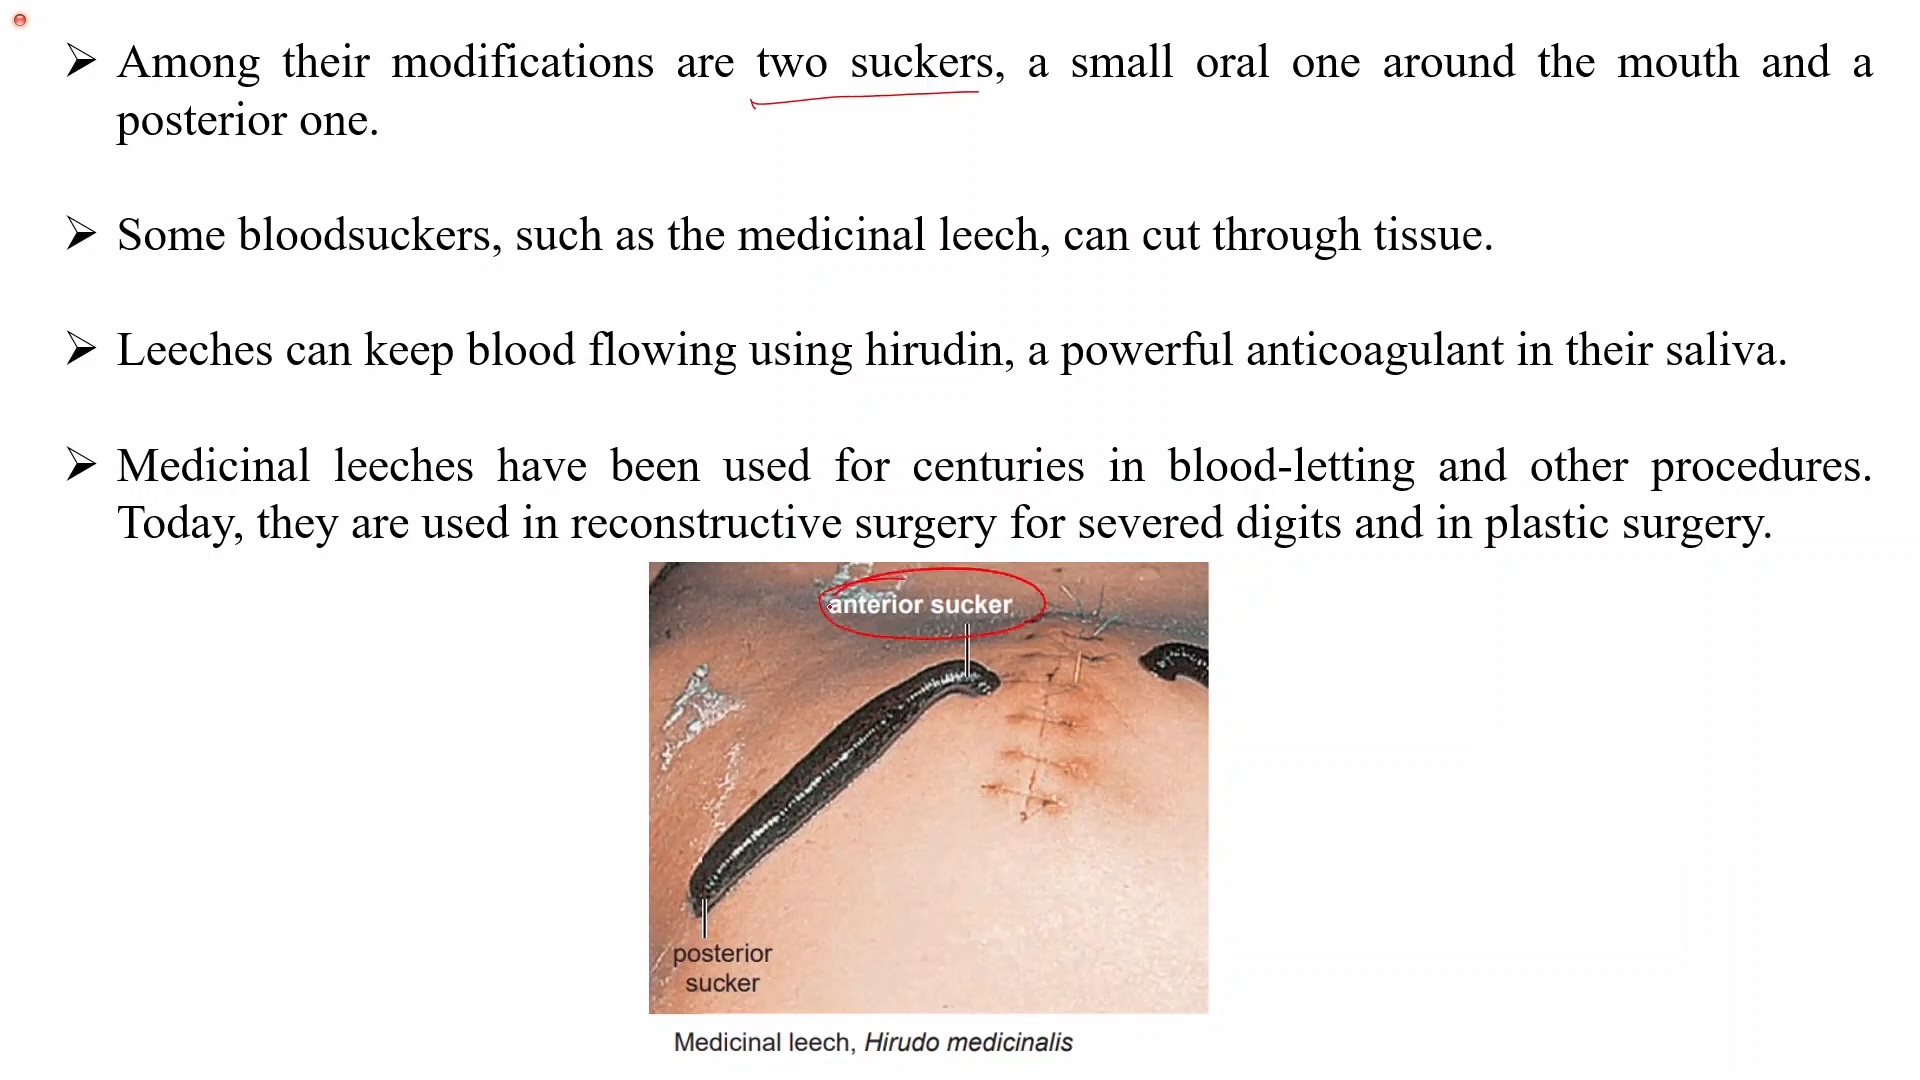 ➢ Among their modifications are two suckers, a small oral one around the mouth and a
posterior one.
➢ Some bloodsuckers, such as the medicinal leech, can cut through tissue.
➢ Leeches can keep blood flowing using hirudin, a powerful anticoagulant in their saliva.
➢ Medicinal leeches have been used for centuries in blood-letting and other procedures.
Today, they are used in reconstructive surgery for severed digits and in plastic surgery.
anterior sucker
posterior
sucker
Medicinal leech, Hirudo medicinalis